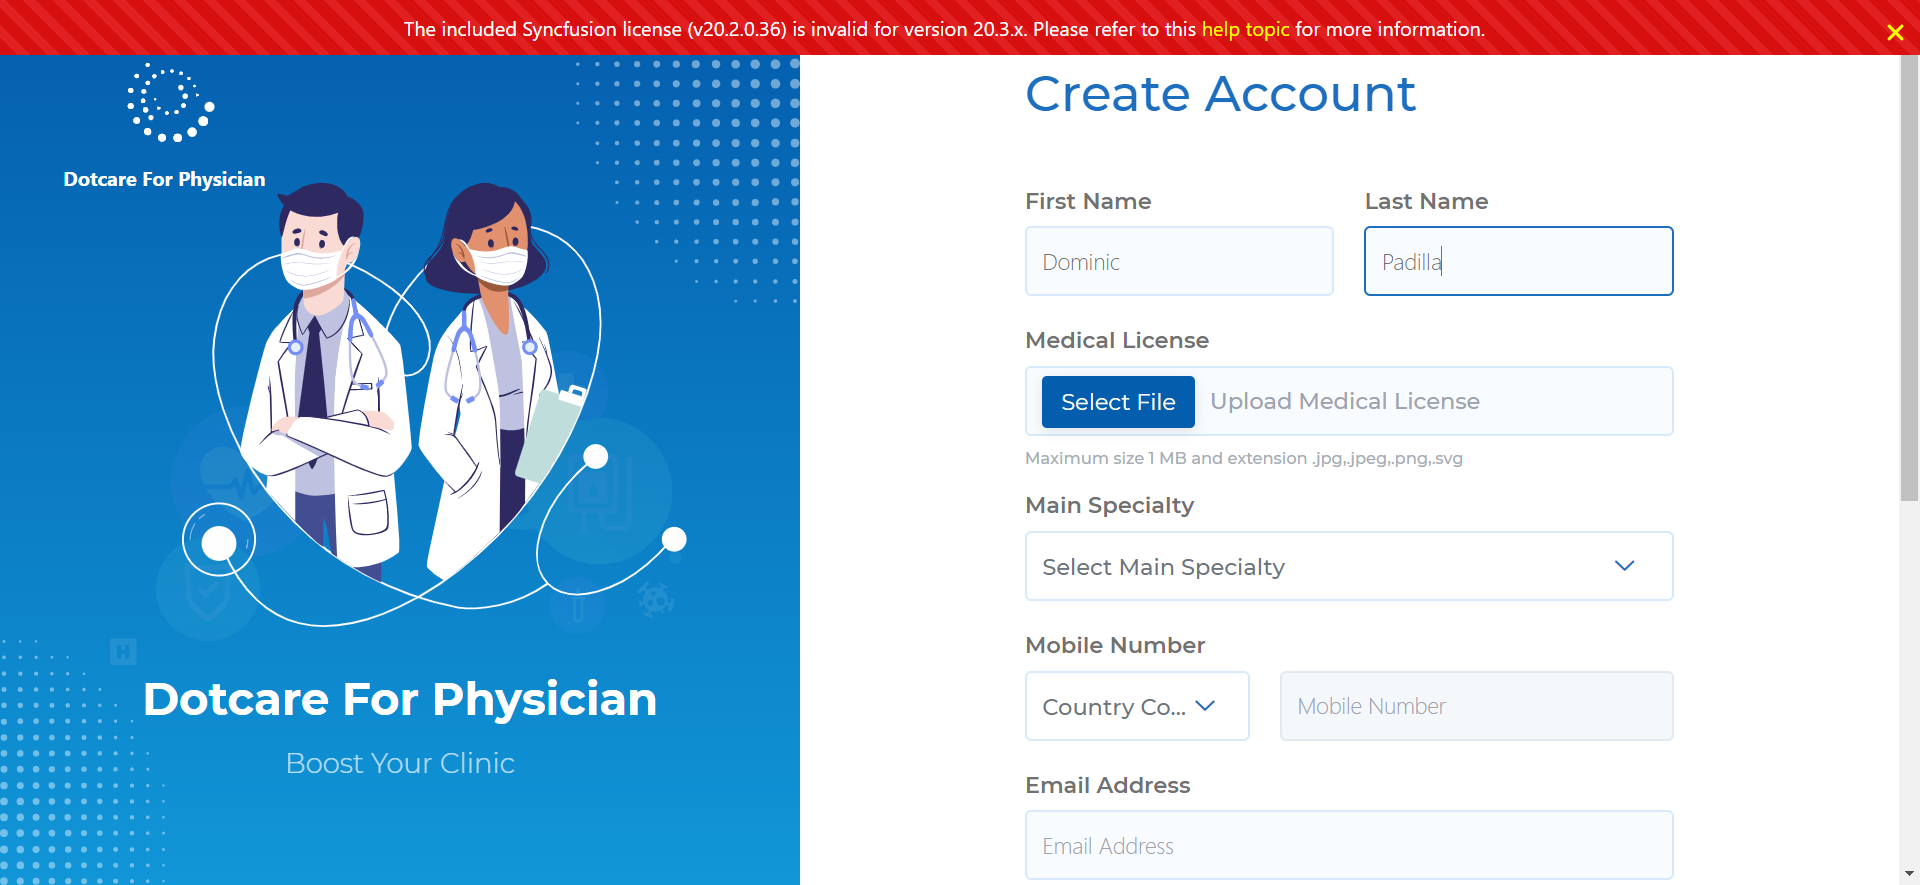 The included Syncfusion license (v20.2.0.36) is invalid for version 20.3.x. Please refer to this help topic for more information.
Dotcare For Physician
H
Dotcare For Physician
Boost Your Clinic
Create Account
First Name
Last Name
Dominic
Padilla
Medical License
Select File
Upload Medical License
Maximum size 1 MB and extension .jpg,.jpeg,.png,.svg
Main Specialty
Select Main Specialty
Mobile Number
Country Co...
Mobile Number
Email Address
Email Address